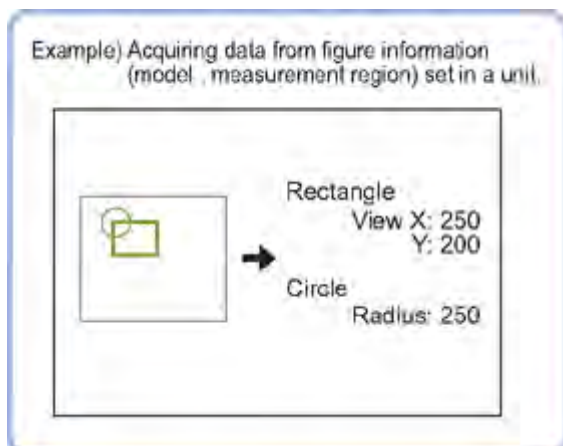 Example) Acquiring data from figure information
(model , measurement region) set in a unit.
Rectangle
View X: 250
Y: 200
Circle
Radius: 250